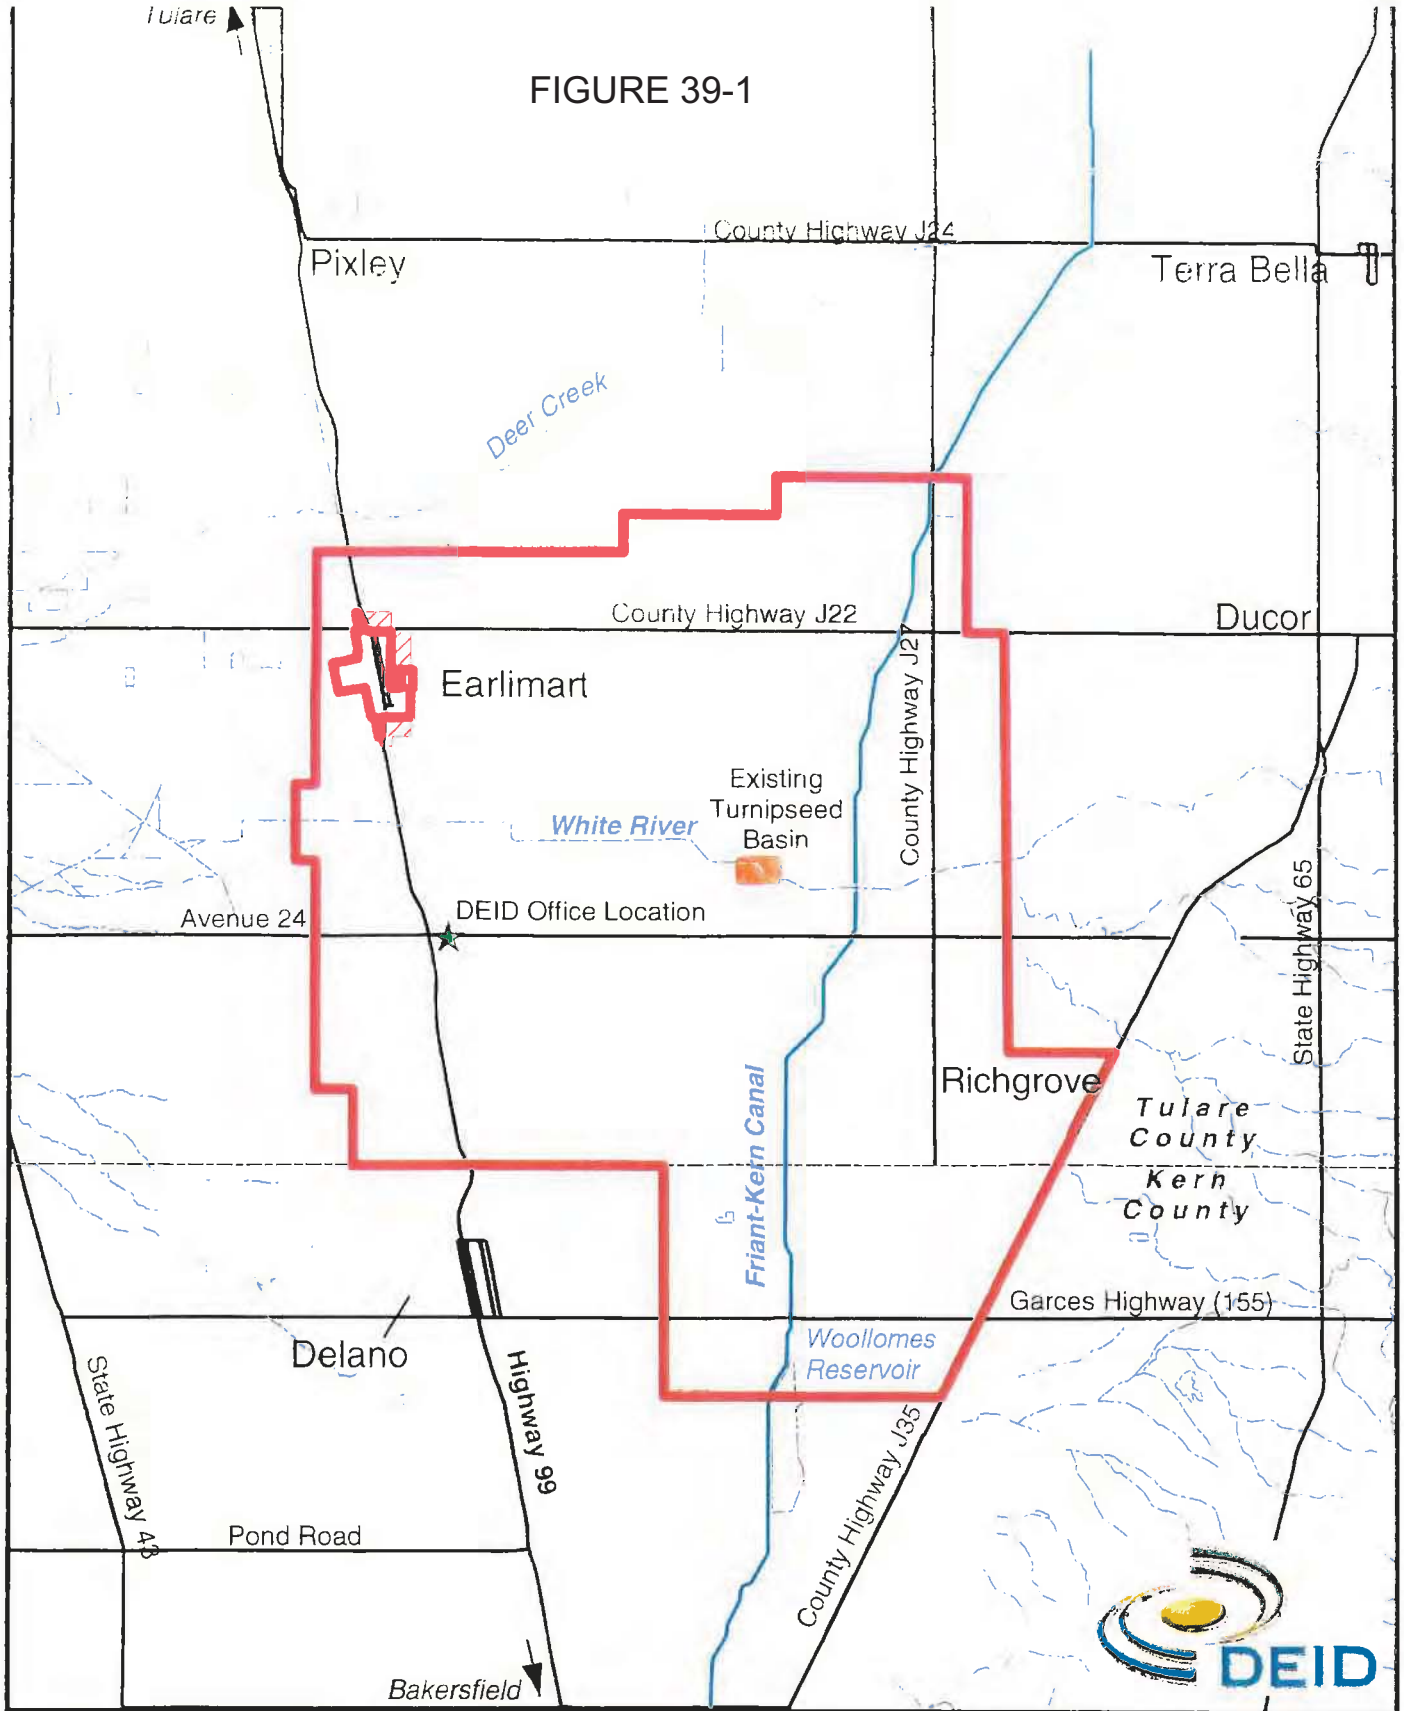 Tulare
FIGURE 39-1
County Highway J24
Pixley
Terra Bella
Deer Creek
County Highway J22
Ducor
Earlimart
County Highway J27
Existing
Turnipseed
Basin
White River
Avenue 24
DEID Office Location
State Highway 65
Richgrove
Friant-Kern Canal
Tulare
County
Kern
County
Garces Highway (155)
Woollomes
Reservoir
Delano
Highway 99
State Highway 43
County Highway J35
Pond Road
Bakersfield
DEID